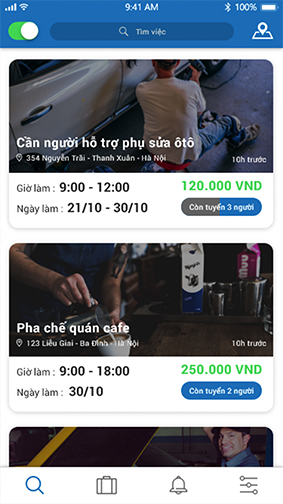 9:41 AM
100%
Tìm việc
Cần người hỗ trợ phụ sửa ôtô
354 Nguyễn Trãi - Thanh Xuân - Hà Nội
10h trước
Giờ làm : 9:00 - 12:00
120.000 VND
Ngày làm : 21/10 - 30/10
Còn tuyển 3 người
Pha chế quán cafe
123 Liễu Giai - Ba Đình - Hà Nội
10h trước
Giờ làm : 9:00 - 18:00
250.000 VND
Ngày làm : 30/10
Còn tuyển 2 người